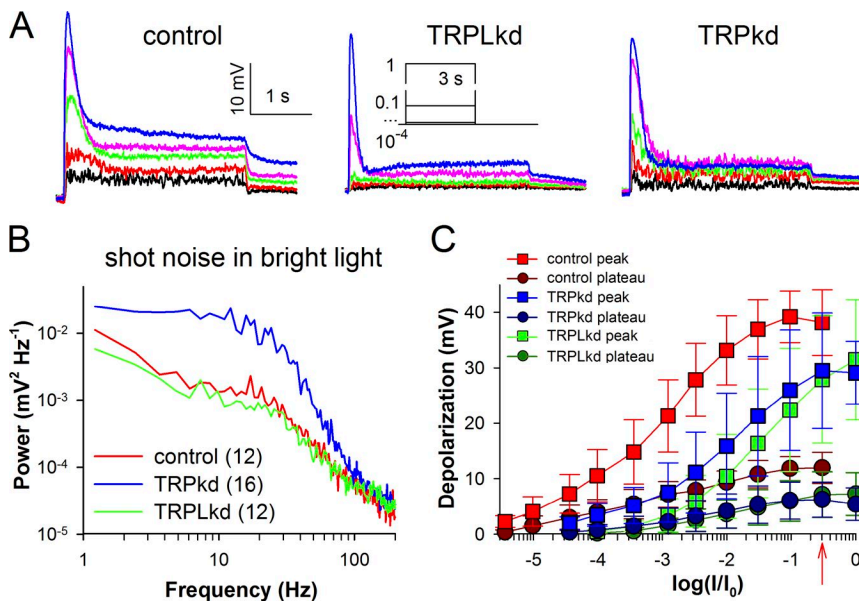 A
control
TRPLkd
TRPkd
10 mV
1 s
1
3 s
0.1
...
10⁻⁴
B
shot noise in bright light
Power (mV² Hz⁻¹)
10⁻²
10⁻³
10⁻⁴
10⁻⁵
control (12)
TRPkd (16)
TRPLkd (12)
1
10
100
Frequency (Hz)
C
control peak
control plateau
TRPkd peak
TRPkd plateau
TRPLkd peak
TRPLkd plateau
Depolarization (mV)
40
30
20
10
0
-5
-4
-3
-2
-1
0
log(I/I₀)